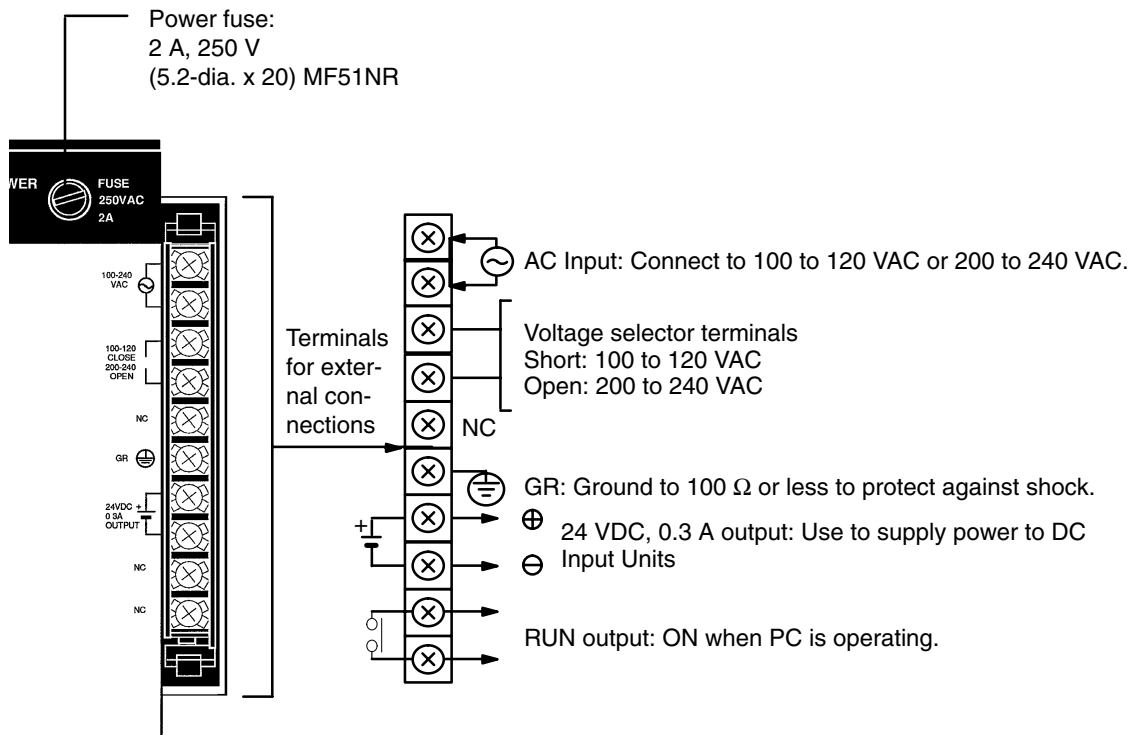 Power fuse:
2 A, 250 V
(5.2-dia. x 20) MF51NR
WER
FUSE
250VAC
2A
100-240
VAC
100-120
CLOSE
200-240
OPEN
NC
GR
24VDC +
0.3A
OUTPUT
NC
NC
Terminals
for exter-
nal con-
nections
AC Input: Connect to 100 to 120 VAC or 200 to 240 VAC.
Voltage selector terminals
Short: 100 to 120 VAC
Open: 200 to 240 VAC
NC
GR: Ground to 100 Ω or less to protect against shock.
+
24 VDC, 0.3 A output: Use to supply power to DC
Input Units
RUN output: ON when PC is operating.